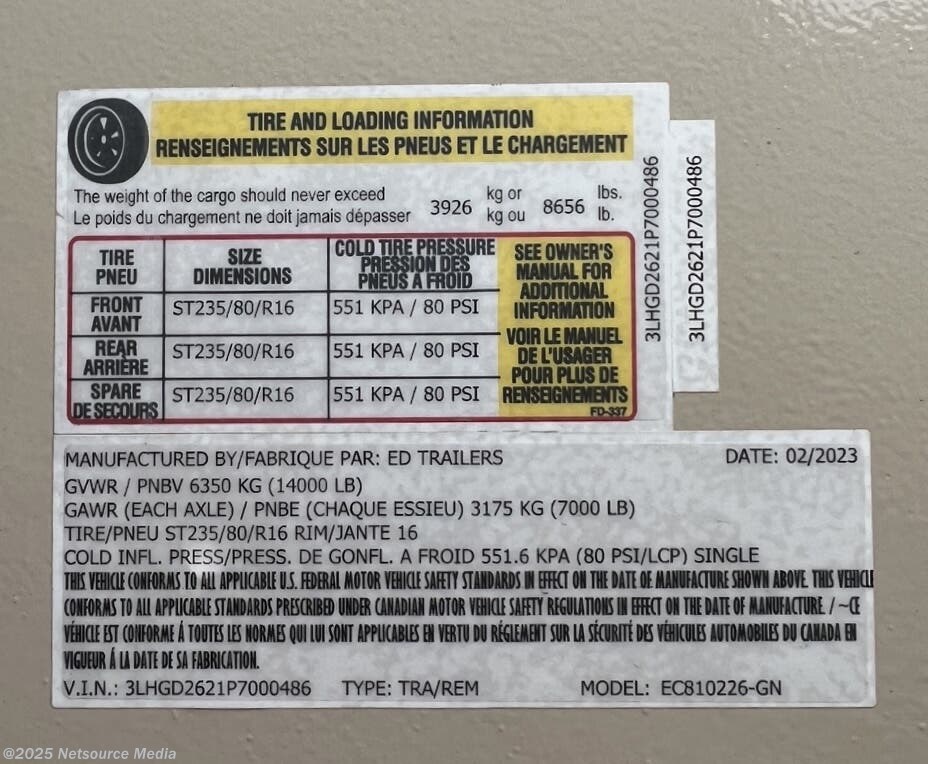 TIRE AND LOADING INFORMATION
RENSEIGNEMENTS SUR LES PNEUS ET LE CHARGEMENT
The weight of the cargo should never exceed
Le poids du chargement ne doit jamais dépasser
3926 kg or kg ou 8656 lbs. lb.
TIRE PNEU
SIZE DIMENSIONS
COLD TIRE PRESSURE PRESSION DES PNEUS A FROID
FRONT AVANT ST235/80/R16 551 KPA / 80 PSI
REAR ARRIÈRE ST235/80/R16 551 KPA / 80 PSI
SPARE DE SECOURS ST235/80/R16 551 KPA / 80 PSI
SEE OWNER'S
MANUAL FOR
ADDITIONAL
INFORMATION
VOIR LE MANUEL
DE L'USAGER
POUR PLUS DE
RENSEIGNEMENTS
FD-337
3LHGD2621P7000486
3LHGD2621P7000486
MANUFACTURED BY/FABRIQUE PAR: ED TRAILERS DATE: 02/2023
GVWR / PNBV 6350 KG (14000 LB)
GAWR (EACH AXLE) / PNBE (CHAQUE ESSIEU) 3175 KG (7000 LB)
TIRE/PNEU ST235/80/R16 RIM/JANTE 16
COLD INFL. PRESS/PRESS. DE GONFL. A FROID 551.6 KPA (80 PSI/LCP) SINGLE
THIS VEHICLE CONFORMS TO ALL APPLICABLE U.S. FEDERAL MOTOR VEHICLE SAFETY STANDARDS IN EFFECT ON THE DATE OF MANUFACTURE SHOWN ABOVE. THIS VEHICLE
CONFORMS TO ALL APPLICABLE STANDARDS PRESCRIBED UNDER CANADIAN MOTOR VEHICLE SAFETY REGULATIONS IN EFFECT ON THE DATE OF MANUFACTURE. / ~CE
VÉHICLE EST CONFORME Á TOUTES LES NORMES QUI LUI SONT APPLICABLES EN VERTU DU RÉGLEMENT SUR LA SÉCURITÉ DES VÉHICULES AUTOMOBILES DU CANADA EN
VIGUEUR Á LA DATE DE SA FABRICATION.
V.I.N.: 3LHGD2621P7000486 TYPE: TRA/REM MODEL: EC810226-GN
©2025 Netsource Media